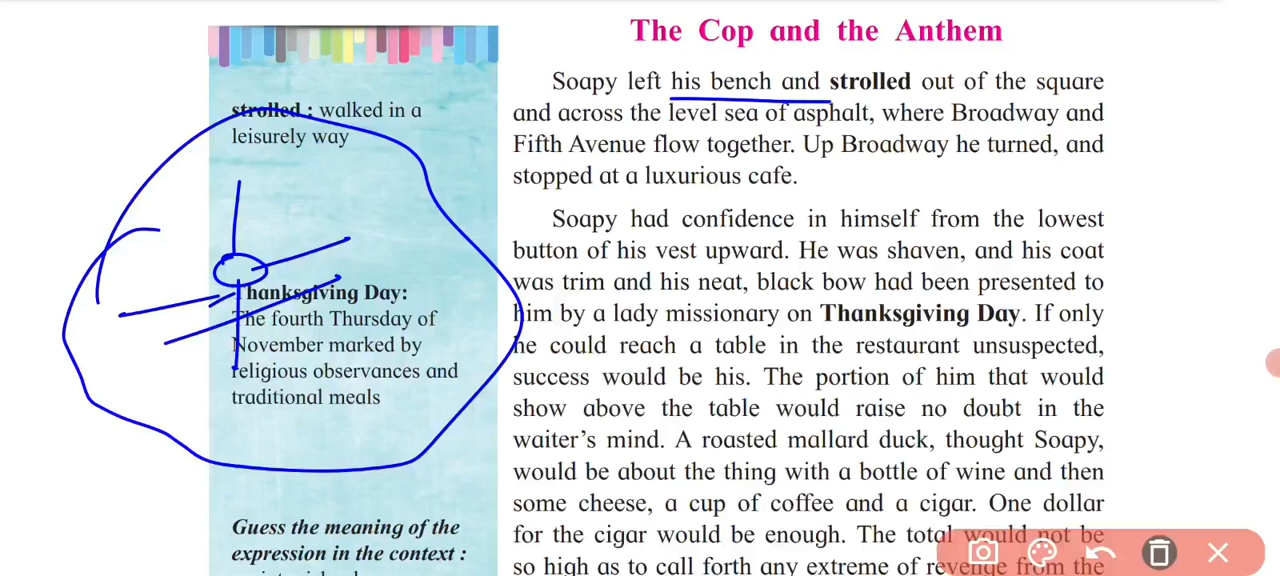 The Cop and the Anthem
strolled : walked in a
leisurely way
Thanksgiving Day:
The fourth Thursday of
November marked by
religious observances and
traditional meals
Guess the meaning of the
expression in the context :
Soapy left his bench and strolled out of the square
and across the level sea of asphalt, where Broadway and
Fifth Avenue flow together. Up Broadway he turned, and
stopped at a luxurious cafe.
Soapy had confidence in himself from the lowest
button of his vest upward. He was shaven, and his coat
was trim and his neat, black bow had been presented to
him by a lady missionary on Thanksgiving Day. If only
he could reach a table in the restaurant unsuspected,
success would be his. The portion of him that would
show above the table would raise no doubt in the
waiter's mind. A roasted mallard duck, thought Soapy,
would be about the thing with a bottle of wine and then
some cheese, a cup of coffee and a cigar. One dollar
for the cigar would be enough. The total would not be
so high as to call forth any extreme of revenge from the